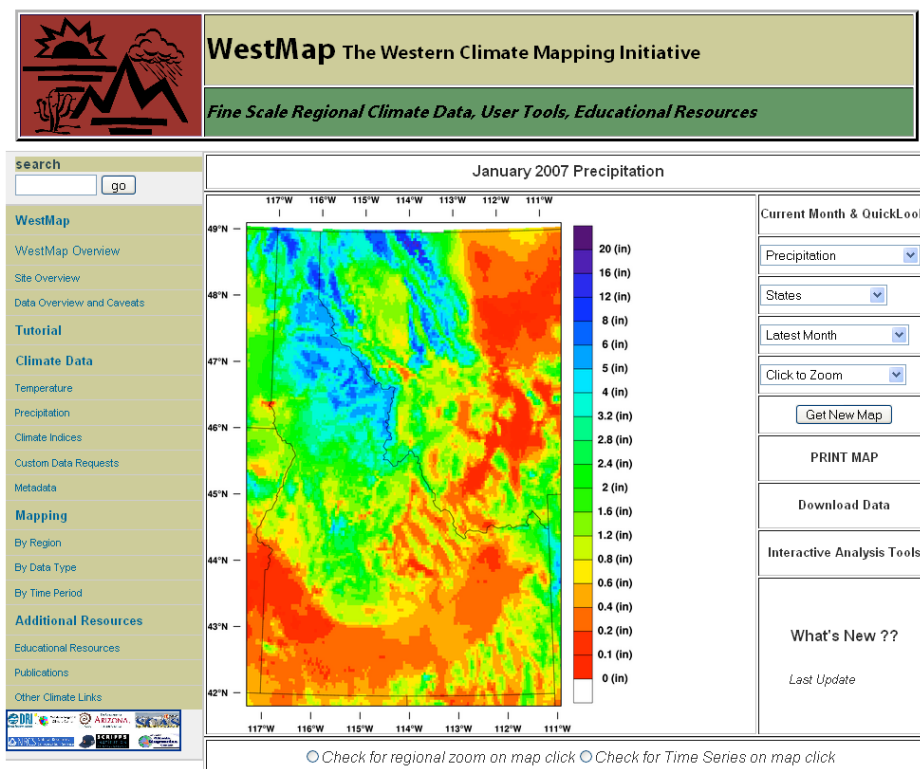 WestMap The Western Climate Mapping Initiative
Fine Scale Regional Climate Data, User Tools, Educational Resources
search
go
WestMap
WestMap Overview
Site Overview
Data Overview and Caveats
Tutorial
Climate Data
Temperature
Precipitation
Climate Indices
Custom Data Requests
Metadata
Mapping
By Region
By Data Type
By Time Period
Additional Resources
Educational Resources
Publications
Other Climate Links
DRI
ARIZONA
SCRIPPS
January 2007 Precipitation
117°W 116°W 115°W 114°W 113°W 112°W 111°W
49°N
48°N
47°N
46°N
45°N
44°N
43°N
42°N
117°W 116°W 115°W 114°W 113°W 112°W 111°W
20 (in)
16 (in)
12 (in)
8 (in)
6 (in)
5 (in)
4 (in)
3.2 (in)
2.8 (in)
2.4 (in)
2 (in)
1.6 (in)
1.2 (in)
0.8 (in)
0.6 (in)
0.4 (in)
0.2 (in)
0.1 (in)
0 (in)
Current Month & QuickLool
Precipitation
States
Latest Month
Click to Zoom
Get New Map
PRINT MAP
Download Data
Interactive Analysis Tools
What's New ??
Last Update
Check for regional zoom on map click Check for Time Series on map click